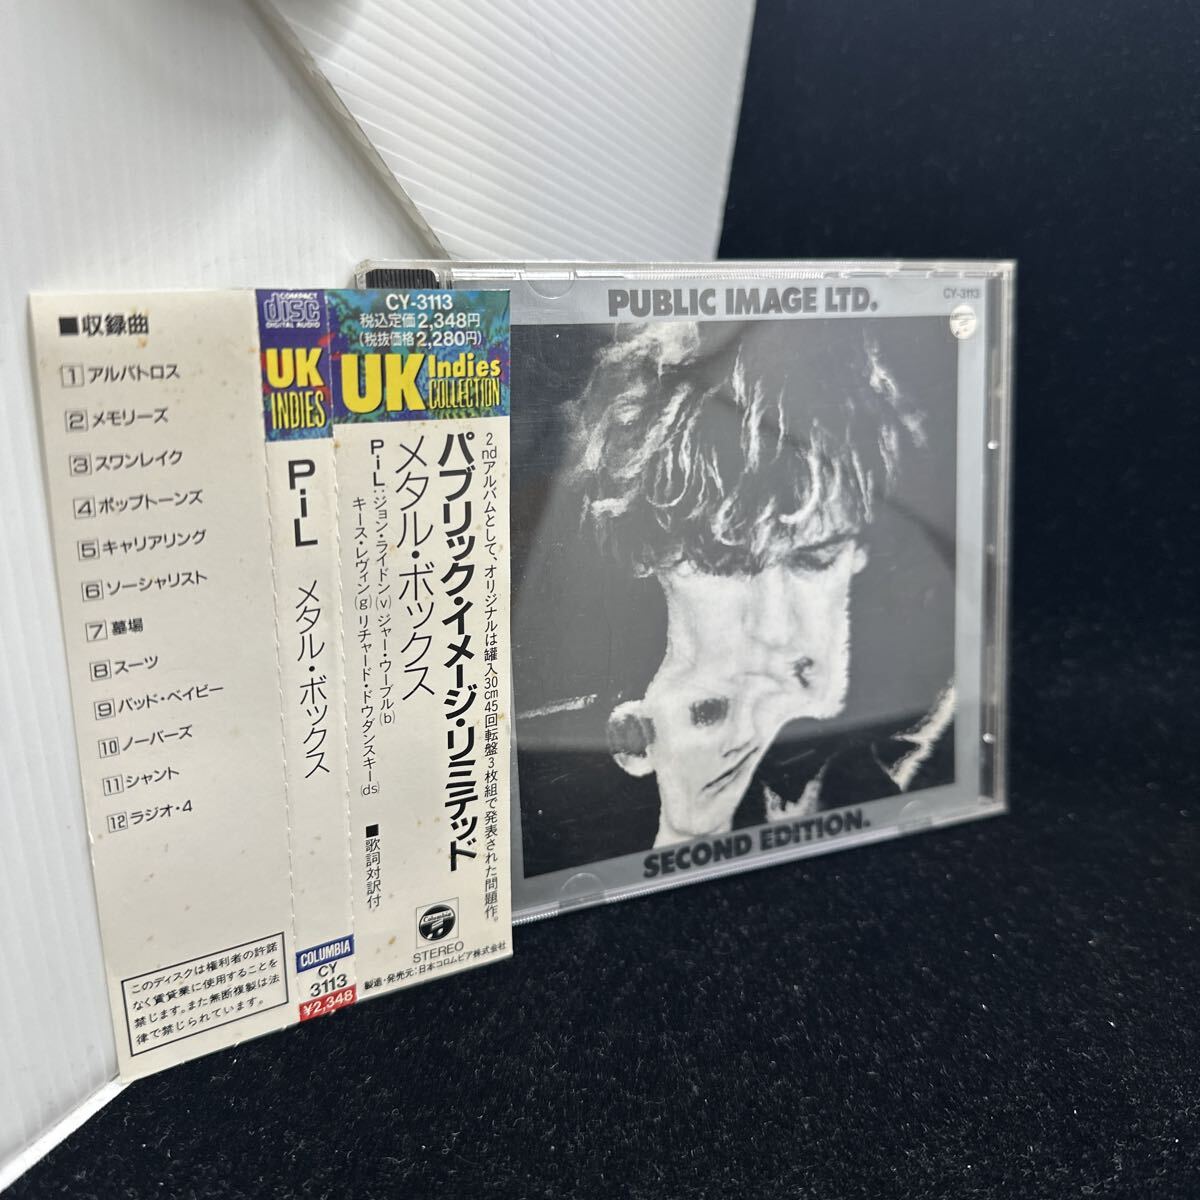 ■収録曲
1 アルバトロス
2 メモリーズ
3 スワンレイク
4 ポップトーンズ
5 キャリアリング
6 ソーシャリスト
7 墓場
8 スーツ
9 バッド・ベイビー
10 ノーバーズ
11 シャント
12 ラジオ・4
このディスクは権利者の許諾
なく賃貸業に使用することを
禁じます。また無断複製は法
律で禁じられています。
COMPACT
disc
DIGITAL AUDIO
UK
INDIES
PiL
メタル・ボックス
COLUMBIA
CY
3113
¥2,348
CY-3113
税込定価2,348円
(税抜価格2,280円)
UK Indies
COLLECTION
2ndアルバムとして、オリジナルは罐入30cm45回転盤3枚組で発表された問題作。
パブリック・イメージ・リミテッド
メタル・ボックス
PiL:ジョン・ライドン(v) ジャー・ウーブル(b)
キース・レヴィン(g) リチャード・ドウダンスキー(ds)
■歌詞対訳付
Columbia
STEREO
製造・発売元:日本コロムビア株式会社
PUBLIC IMAGE LTD.
CY-3113
SECOND EDITION.